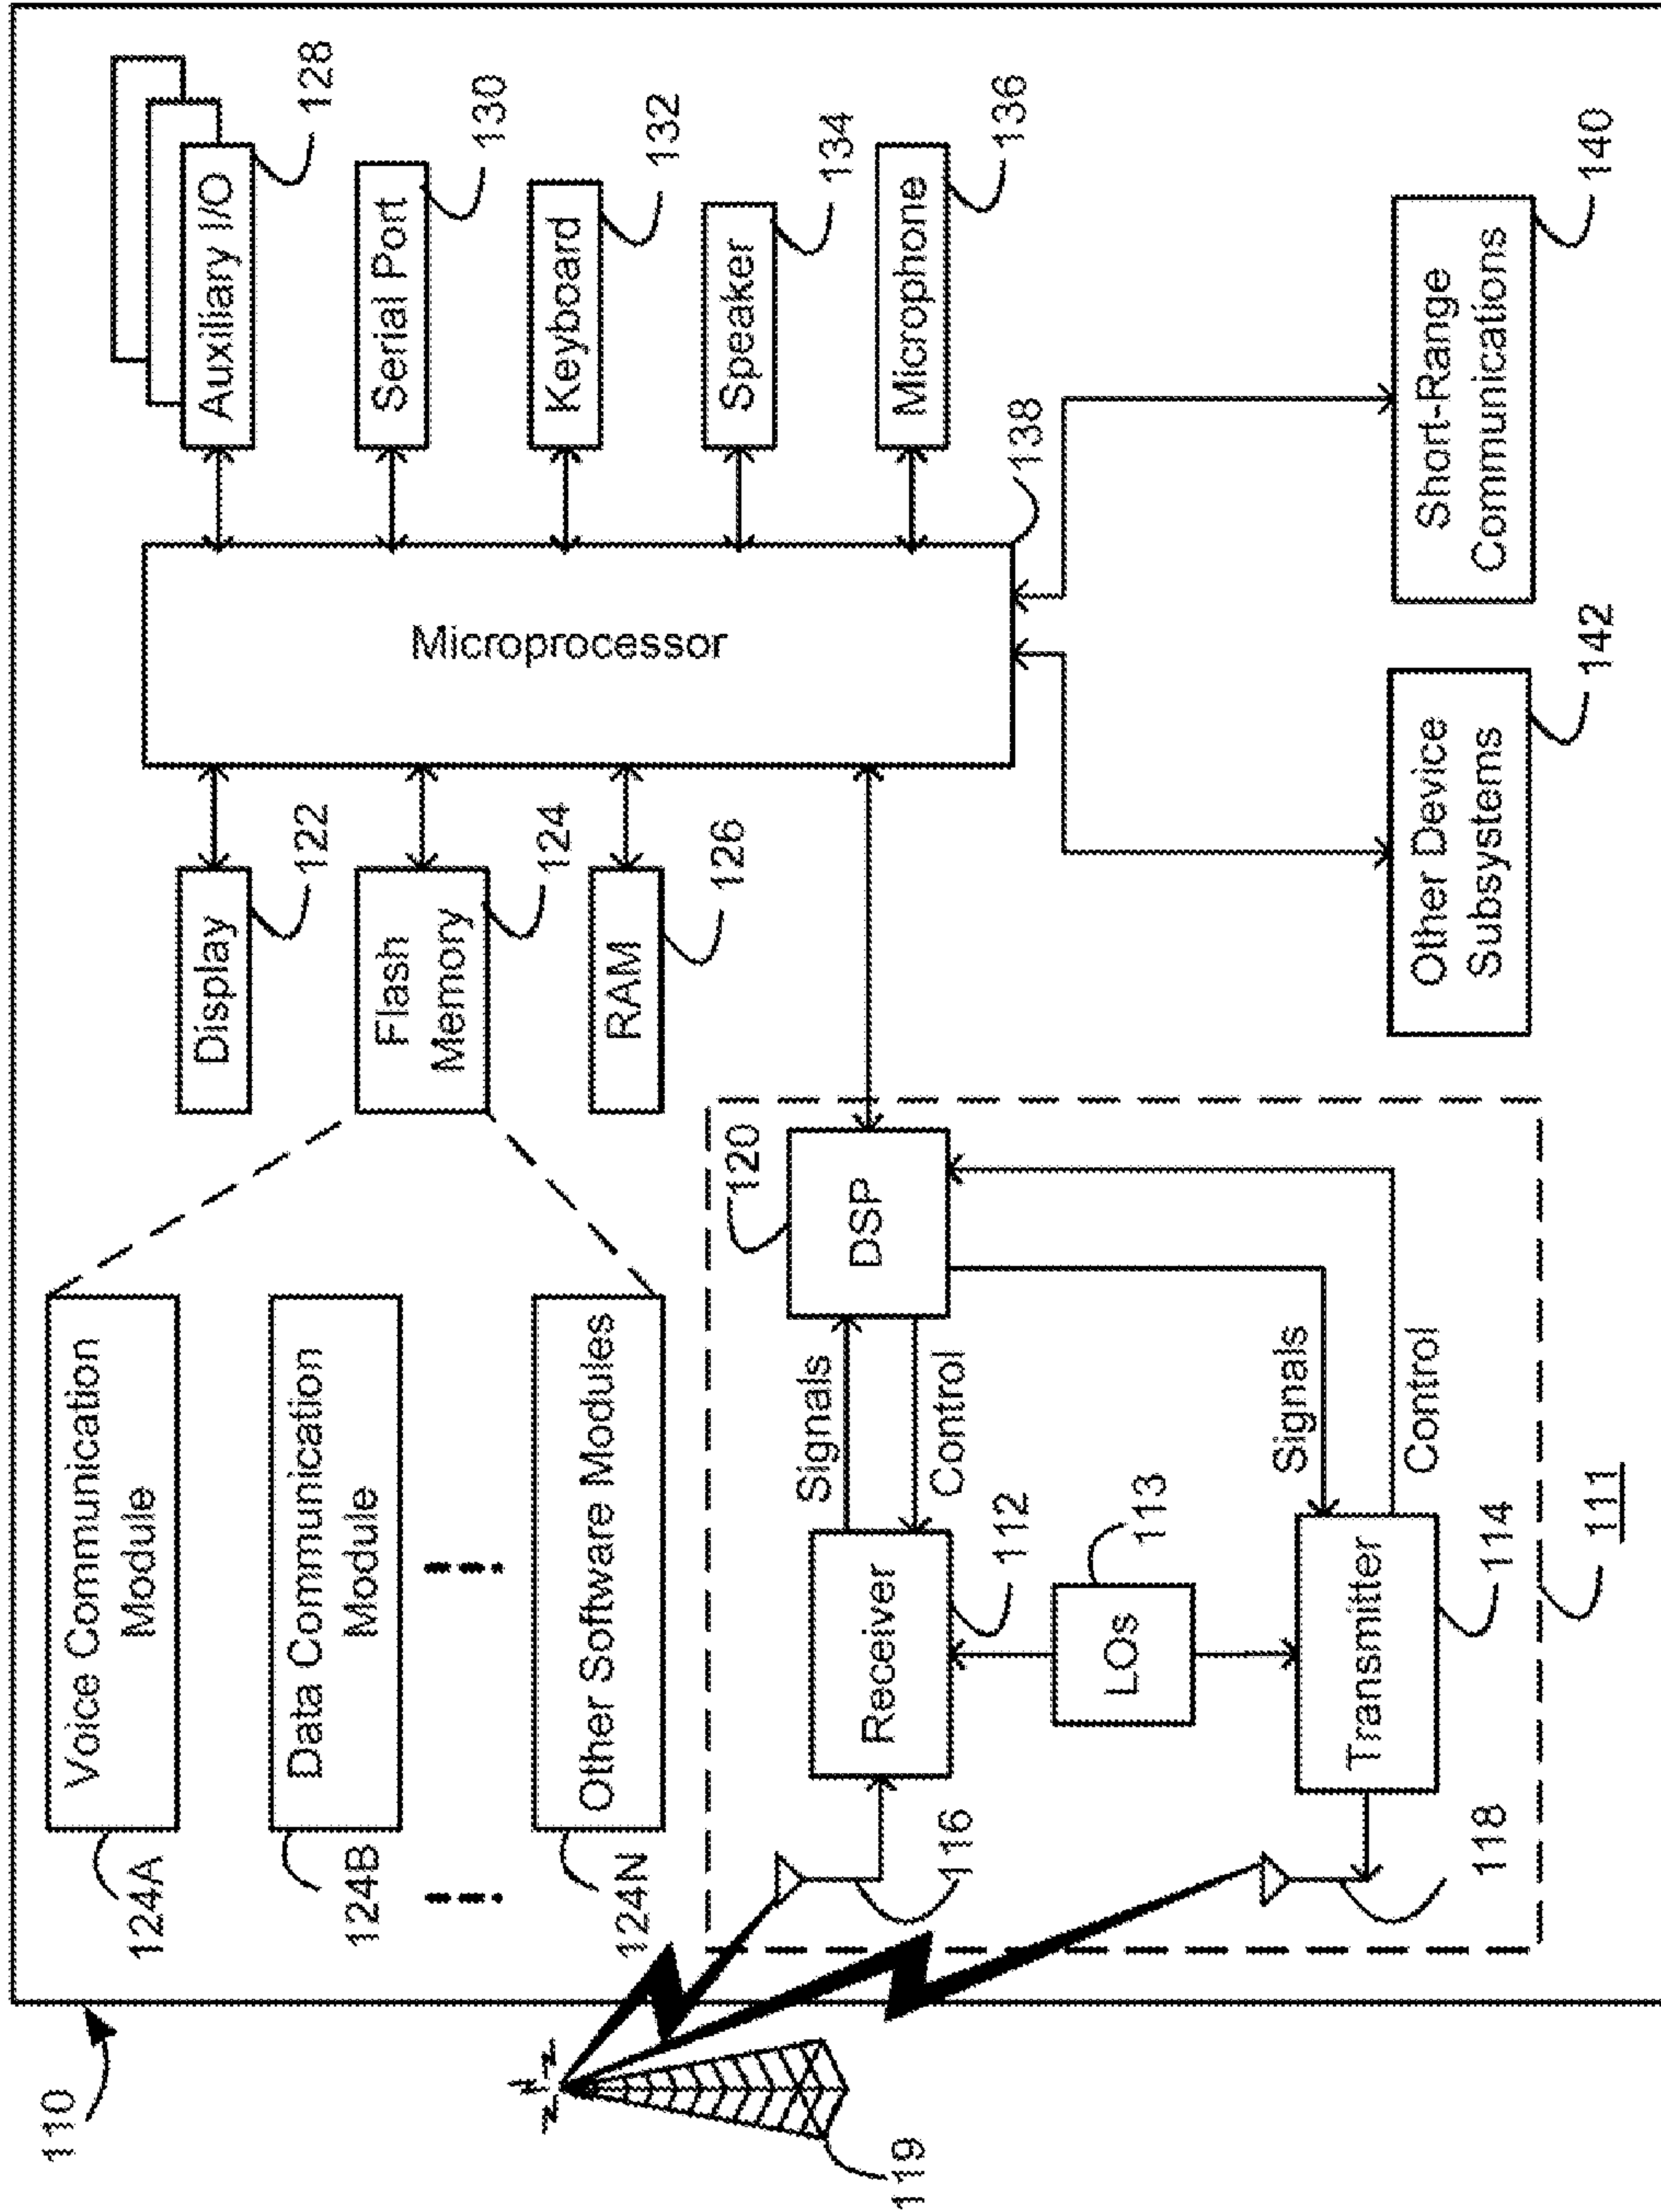 110
Voice Communication
Module
124A
Data Communication
Module
124B
Other Software Modules
124N
Display
122
Flash
Memory
124
RAM
126
Microprocessor
138
Auxiliary I/O
128
Serial Port
130
Keyboard
132
Speaker
134
Microphone
136
119
116
Receiver
112
Signals
Control
DSP
120
LOs
113
118
Transmitter
114
Signals
Control
111
Other Device
Subsystems
142
Short-Range
Communications
140